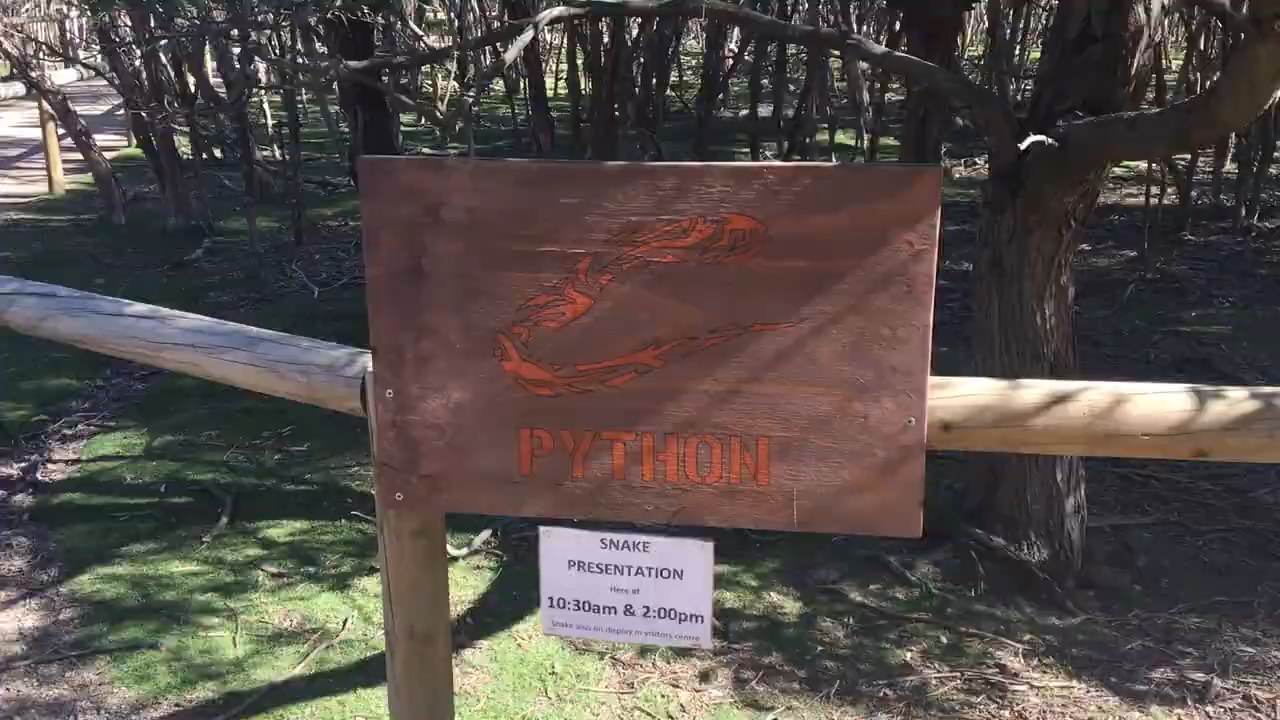 PYTHON
SNAKE
PRESENTATION
Here at
10:30am & 2:00pm
Snake also on display in visitors centre